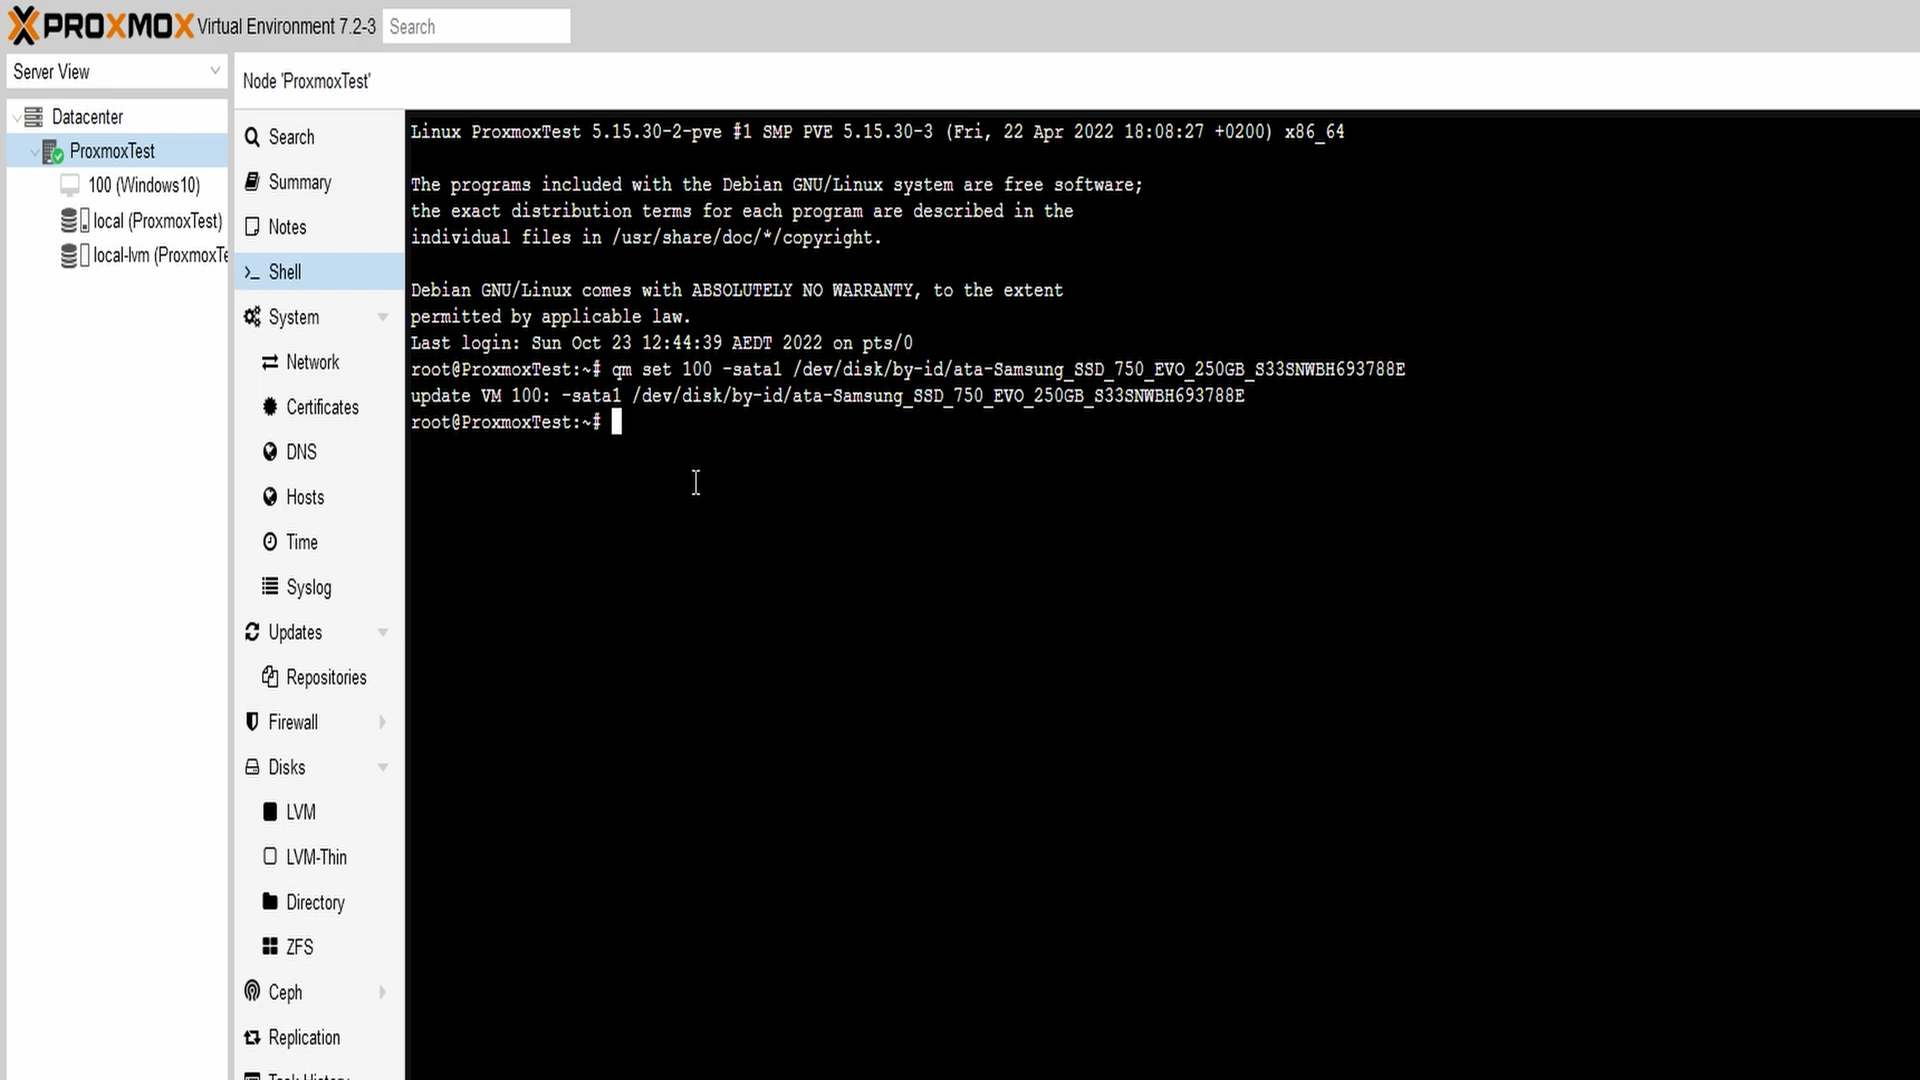 PROXMOX Virtual Environment 7.2-3 Search
Server View
Node 'ProxmoxTest'
Datacenter
ProxmoxTest
100 (Windows10)
local (ProxmoxTest)
local-lvm (ProxmoxTe
Search
Summary
Notes
Shell
System
Network
Certificates
DNS
Hosts
Time
Syslog
Updates
Repositories
Firewall
Disks
LVM
LVM-Thin
Directory
ZFS
Ceph
Replication
Task History
Linux ProxmoxTest 5.15.30-2-pve #1 SMP PVE 5.15.30-3 (Fri, 22 Apr 2022 18:08:27 +0200) x86_64
The programs included with the Debian GNU/Linux system are free software;
the exact distribution terms for each program are described in the
individual files in /usr/share/doc/*/copyright.
Debian GNU/Linux comes with ABSOLUTELY NO WARRANTY, to the extent
permitted by applicable law.
Last login: Sun Oct 23 12:44:39 AEDT 2022 on pts/0
root@ProxmoxTest:~# qm set 100 -sata1 /dev/disk/by-id/ata-Samsung_SSD_750_EVO_250GB_S33SNWBH693788E
update VM 100: -sata1 /dev/disk/by-id/ata-Samsung_SSD_750_EVO_250GB_S33SNWBH693788E
root@ProxmoxTest:~#